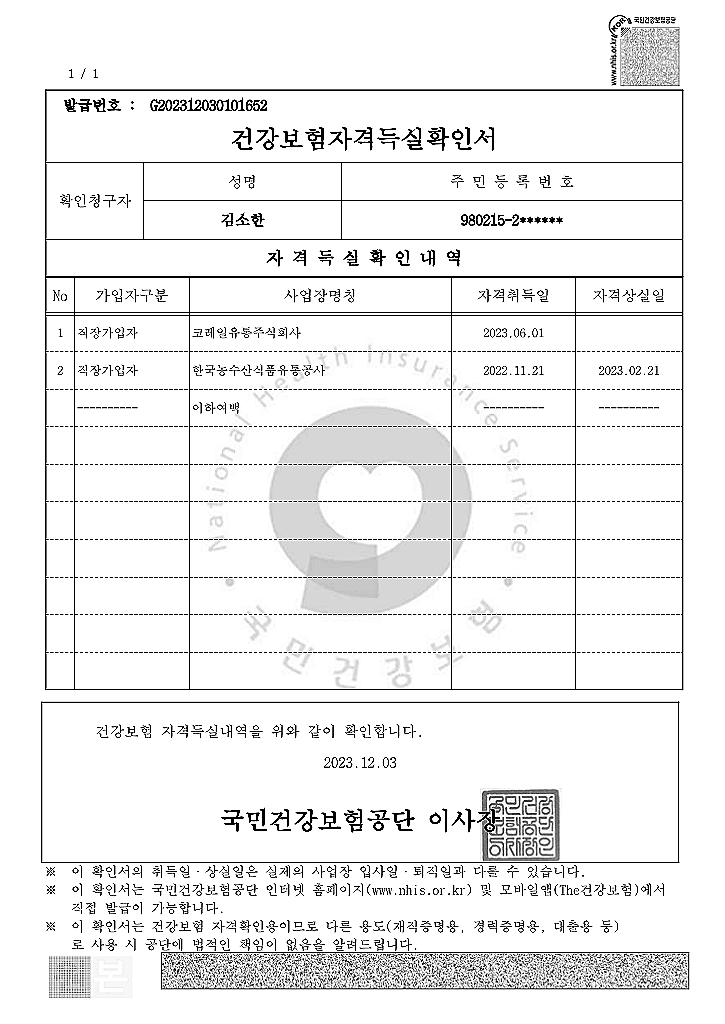 국민건강보험공단
www.nhis.or.kr
1 / 1
발급번호 : G202312030101652
건강보험자격득실확인서
확인청구자
성명
주 민 등 록 번 호
김소한
980215-2******
자 격 득 실 확 인 내 역
No 가입자구분 사업장명칭 자격취득일 자격상실일
1 직장가입자 코레일유통주식회사 2023.06.01
2 직장가입자 한국농수산식품유통공사 2022.11.21 2023.02.21
---------- 이하여백 ---------- ----------
National Health Insurance Service
국민건강보험
건강보험 자격득실내역을 위와 같이 확인합니다.
2023.12.03
국민건강보험공단 이사장
※ 이 확인서의 취득일·상실일은 실제의 사업장 입사일·퇴직일과 다를 수 있습니다.
※ 이 확인서는 국민건강보험공단 인터넷 홈페이지(www.nhis.or.kr) 및 모바일앱(The건강보험)에서
직접 발급이 가능합니다.
※ 이 확인서는 건강보험 자격확인용이므로 다른 용도(재직증명용, 경력증명용, 대출용 등)
로 사용 시 공단에 법적인 책임이 없음을 알려드립니다.
본